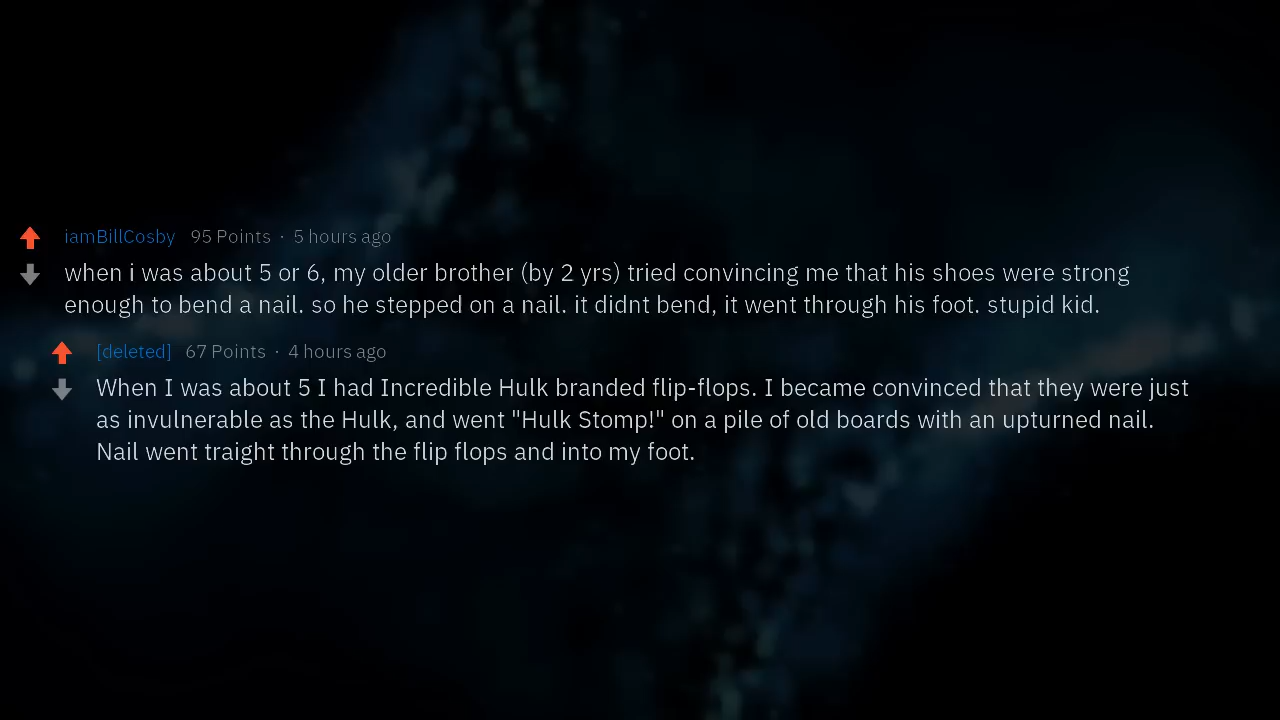 iamBillCosby 95 Points · 5 hours ago
when i was about 5 or 6, my older brother (by 2 yrs) tried convincing me that his shoes were strong
enough to bend a nail. so he stepped on a nail. it didnt bend, it went through his foot. stupid kid.
[deleted] 67 Points · 4 hours ago
When I was about 5 I had Incredible Hulk branded flip-flops. I became convinced that they were just
as invulnerable as the Hulk, and went "Hulk Stomp!" on a pile of old boards with an upturned nail.
Nail went traight through the flip flops and into my foot.